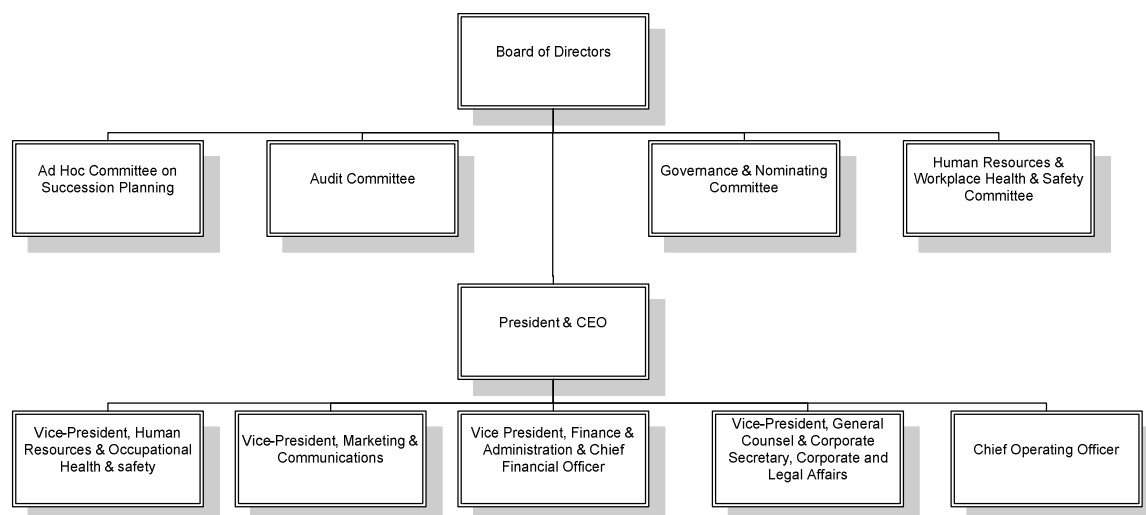 Board of Directors
Ad Hoc Committee on
Succession Planning
Audit Committee
Governance & Nominating
Committee
Human Resources &
Workplace Health & Safety
Committee
President & CEO
Vice-President, Human
Resources & Occupational
Health & safety
Vice-President, Marketing &
Communications
Vice President, Finance &
Administration & Chief
Financial Officer
Vice-President, General
Counsel & Corporate
Secretary, Corporate and
Legal Affairs
Chief Operating Officer